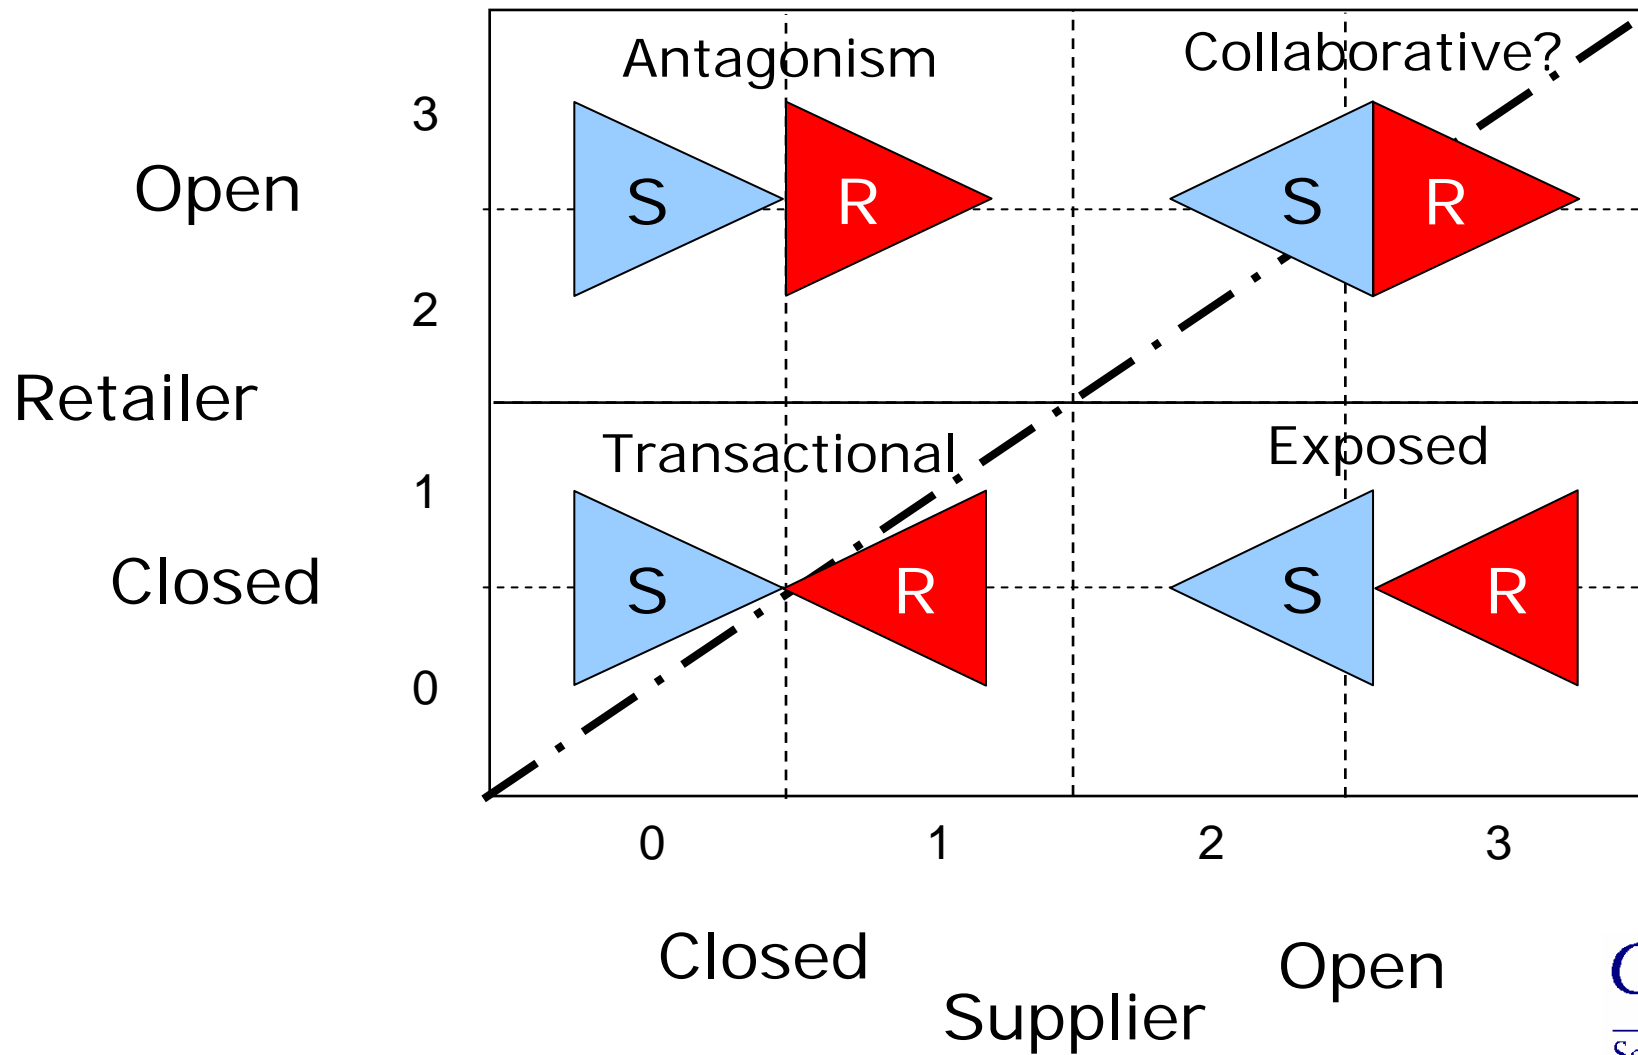 Antagonism
Collaborative?
3
Open
S
R
S
R
2
Retailer
Transactional
Exposed
1
Closed
S
R
S
R
0
0
1
2
3
Closed
Open
Supplier